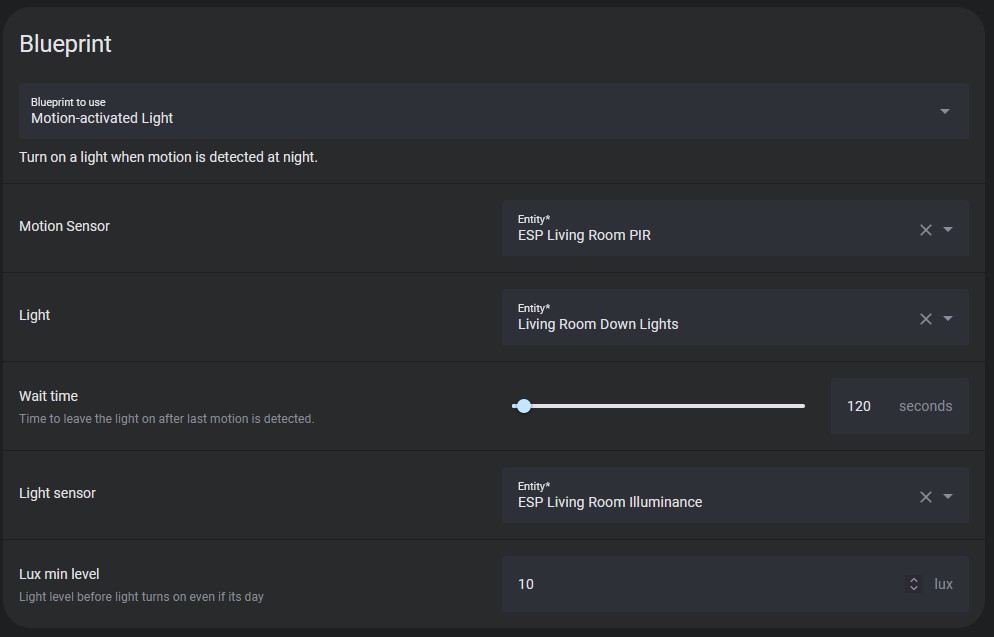 Blueprint
Blueprint to use
Motion-activated Light
Turn on a light when motion is detected at night.
Motion Sensor
Entity*
ESP Living Room PIR
Light
Entity*
Living Room Down Lights
Wait time
Time to leave the light on after last motion is detected.
120 seconds
Light sensor
Entity*
ESP Living Room Illuminance
Lux min level
Light level before light turns on even if its day
10 lux